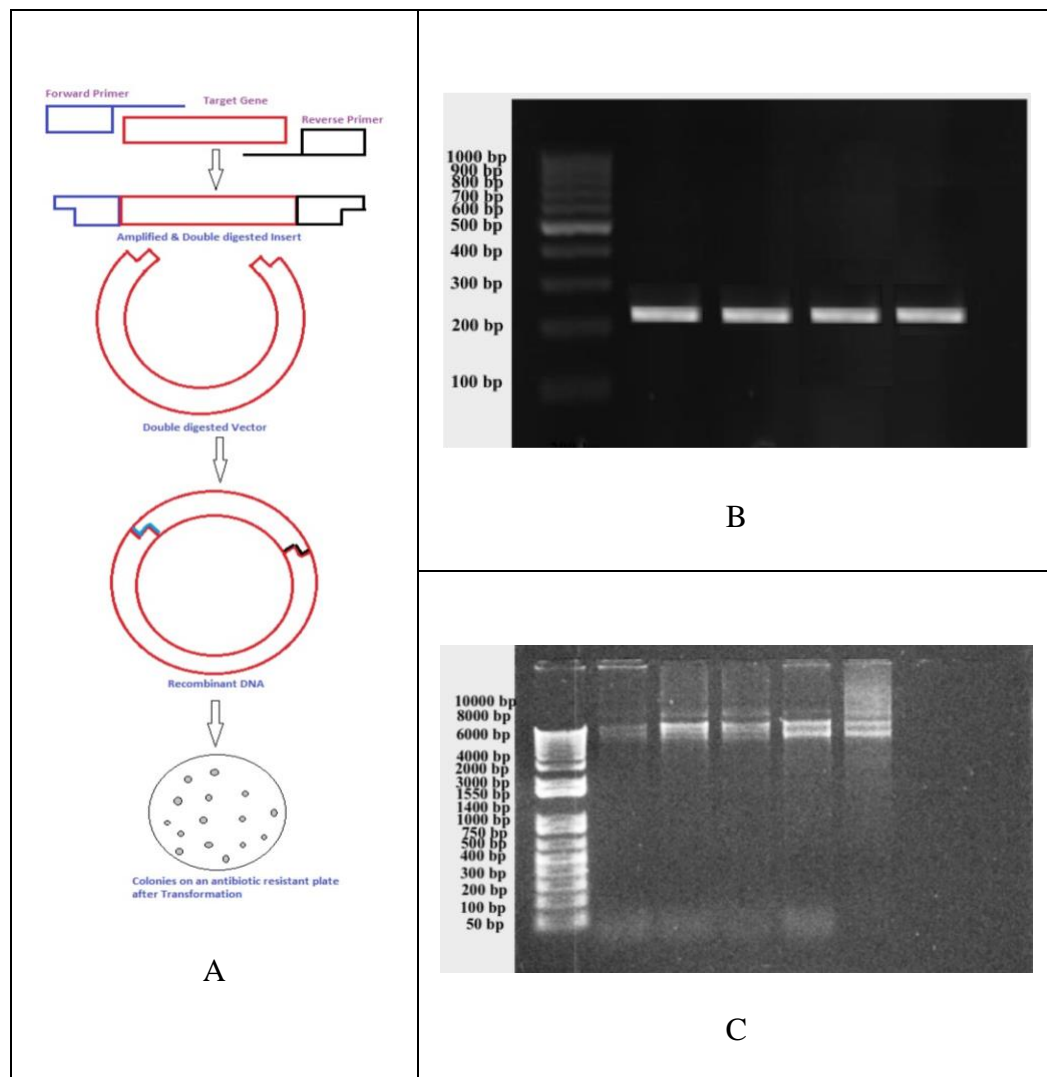 Forward Primer
Target Gene
Reverse Primer
Amplified & Double digested Insert
Double digested Vector
Recombinant DNA
Colonies on an antibiotic resistant plate
after Transformation
A
1000 bp
900 bp
800 bp
700 bp
600 bp
500 bp
400 bp
300 bp
200 bp
100 bp
B
10000 bp
8000 bp
6000 bp
4000 bp
2000 bp
3000 bp
1550 bp
1400 bp
1000 bp
750 bp
500 bp
400 bp
300 bp
200 bp
100 bp
50 bp
C